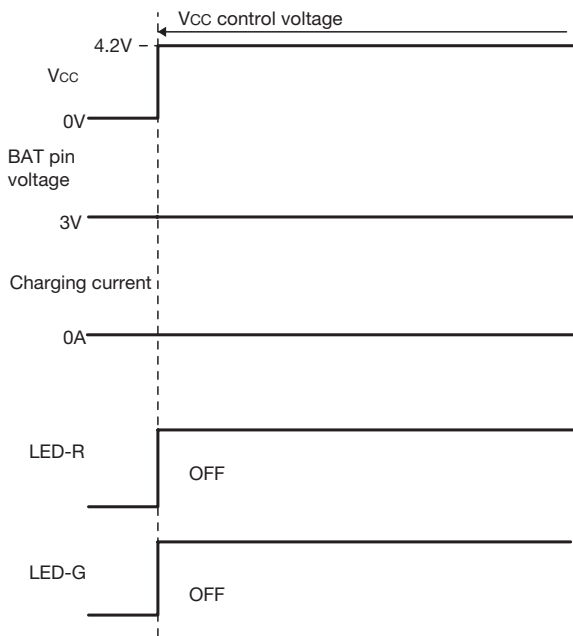 VCC control voltage
4.2V
VCC
0V
BAT pin
voltage
3V
Charging current
0A
LED-R
OFF
LED-G
OFF